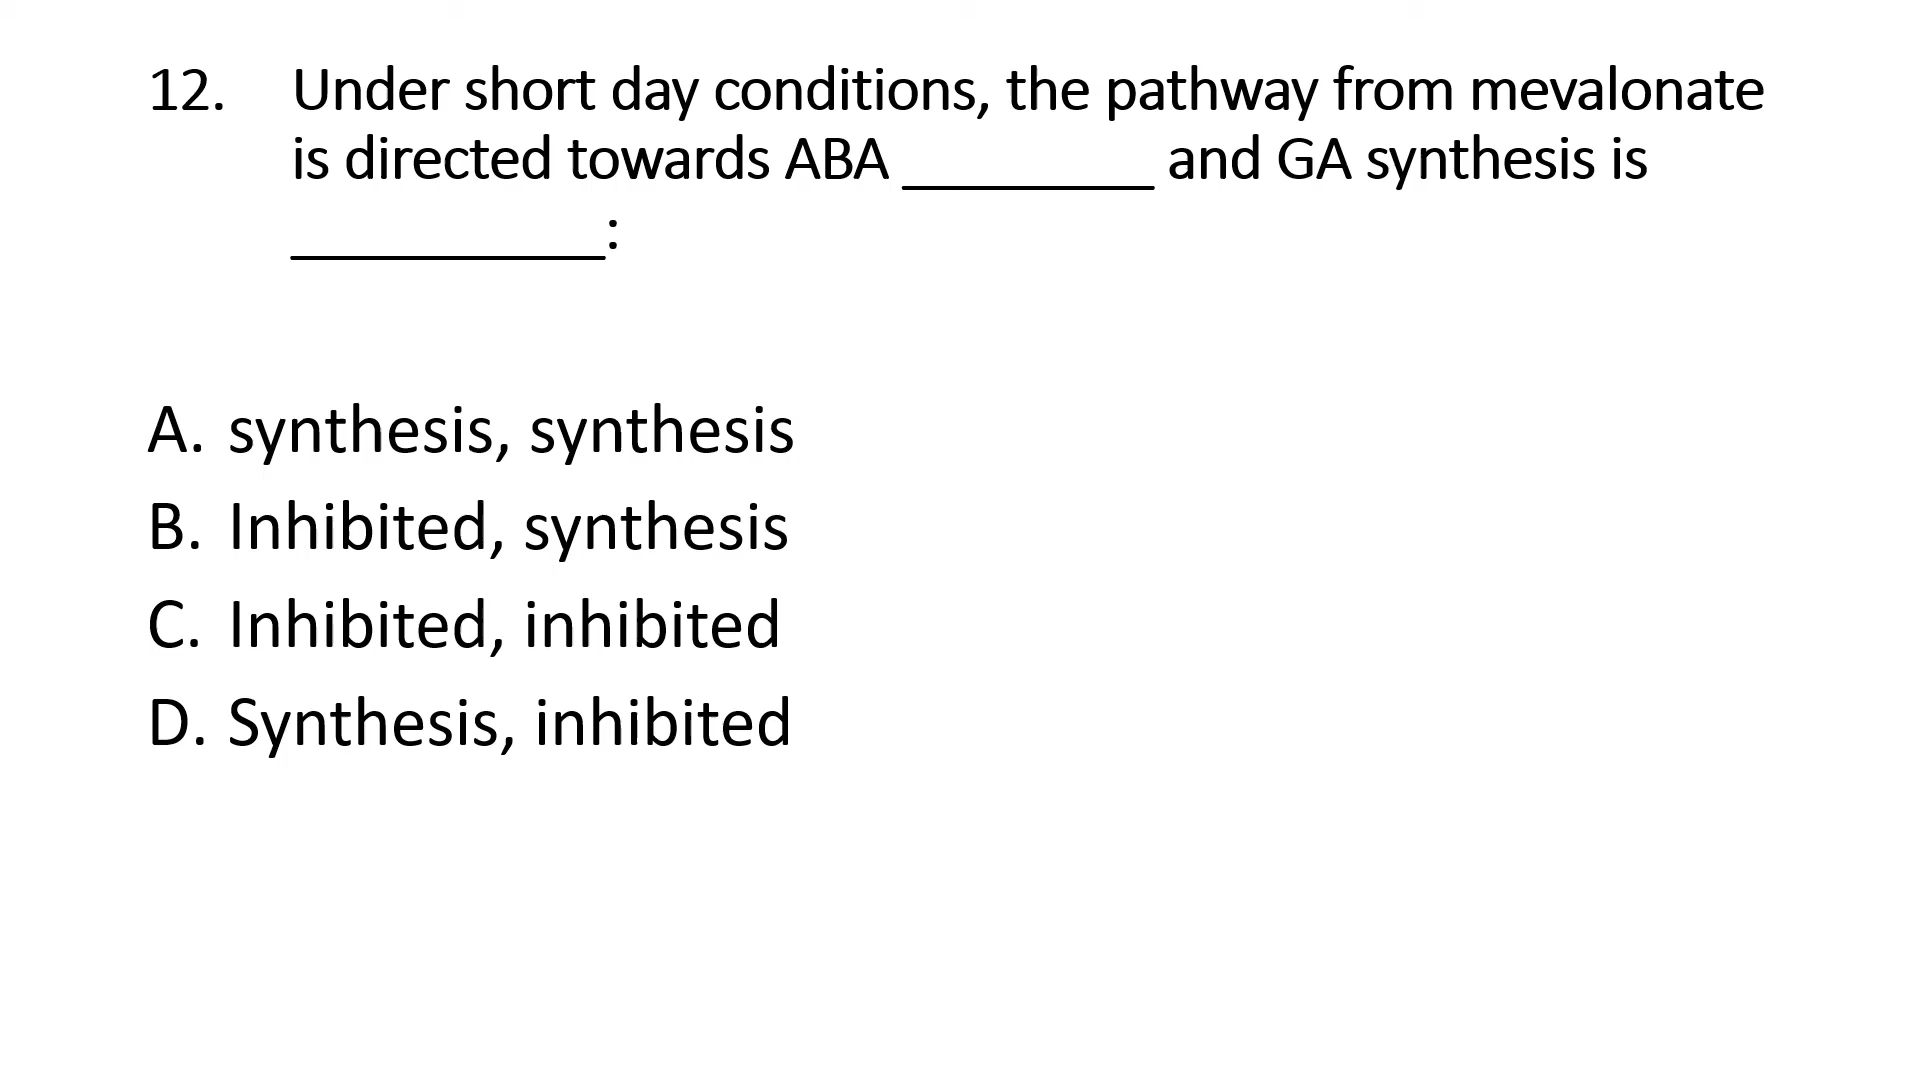 12. Under short day conditions, the pathway from mevalonate
is directed towards ABA ________ and GA synthesis is
__________:
A. synthesis, synthesis
B. Inhibited, synthesis
C. Inhibited, inhibited
D. Synthesis, inhibited